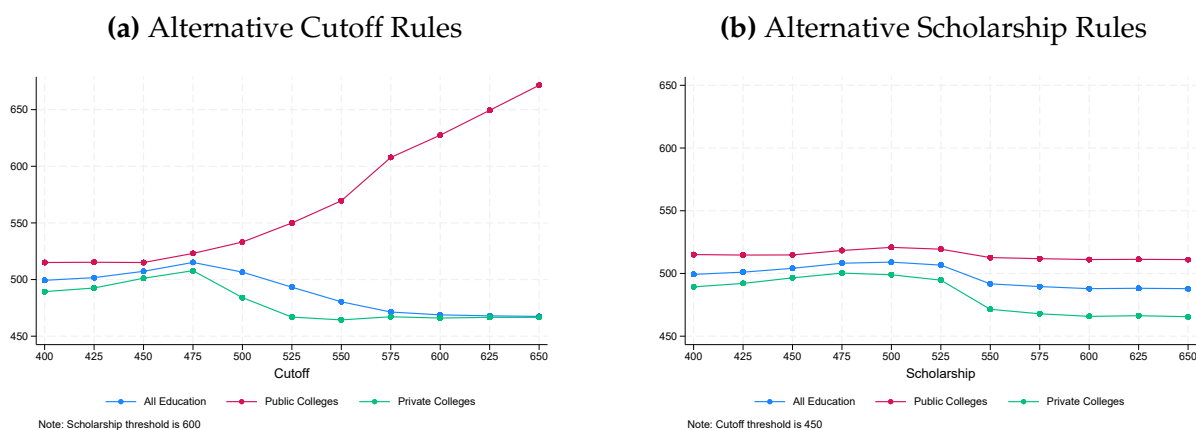 (a) Alternative Cutoff Rules
650
600
550
500
450
400 425 450 475 500 525 550 575 600 625 650
Cutoff
All Education Public Colleges Private Colleges
Note: Scholarship threshold is 600
(b) Alternative Scholarship Rules
650
600
550
500
450
400 425 450 475 500 525 550 575 600 625 650
Scholarship
All Education Public Colleges Private Colleges
Note: Cutoff threshold is 450